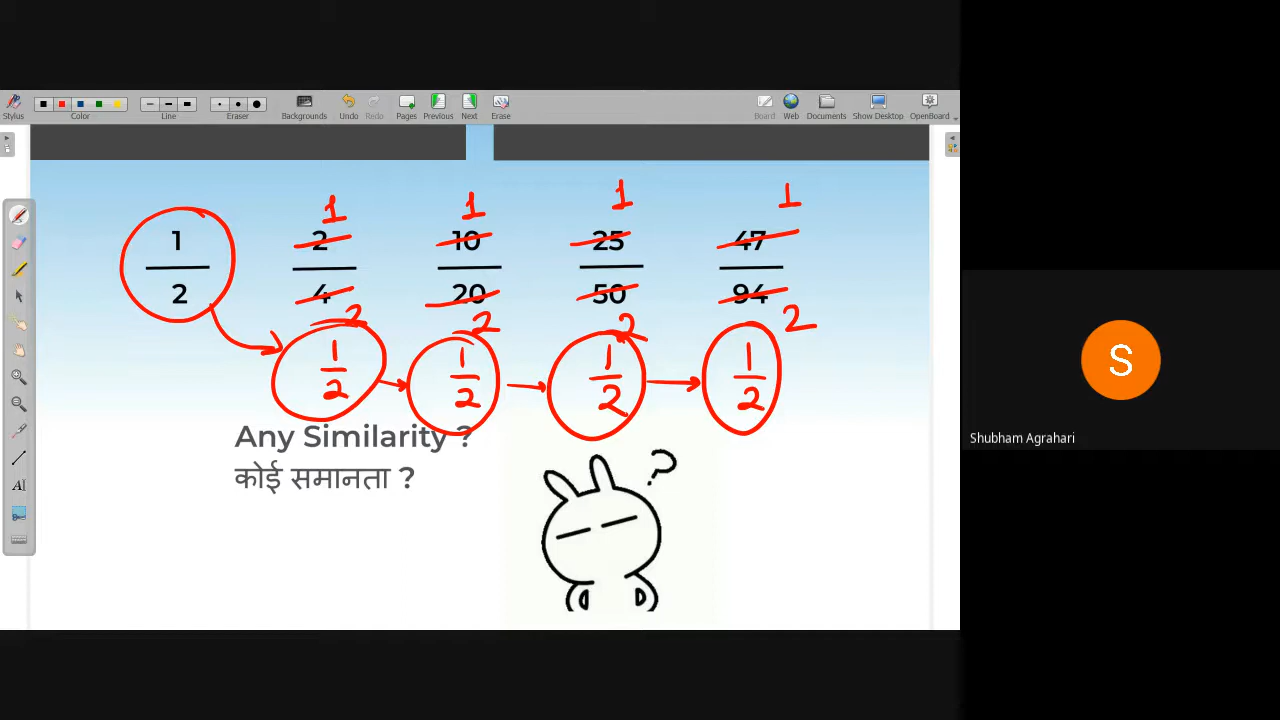 Stylus Color Line Eraser Backgrounds Undo Redo Pages Previous Next Erase Board Web Documents Show Desktop OpenBoard
1 1 1 1
1 2 10 25 47
2 4 20 50 94
2 2 2 2
1 1 1 1
2 2 2 2
Any Similarity ?
कोई समानता ?
?
AI
S
Shubham Agrahari